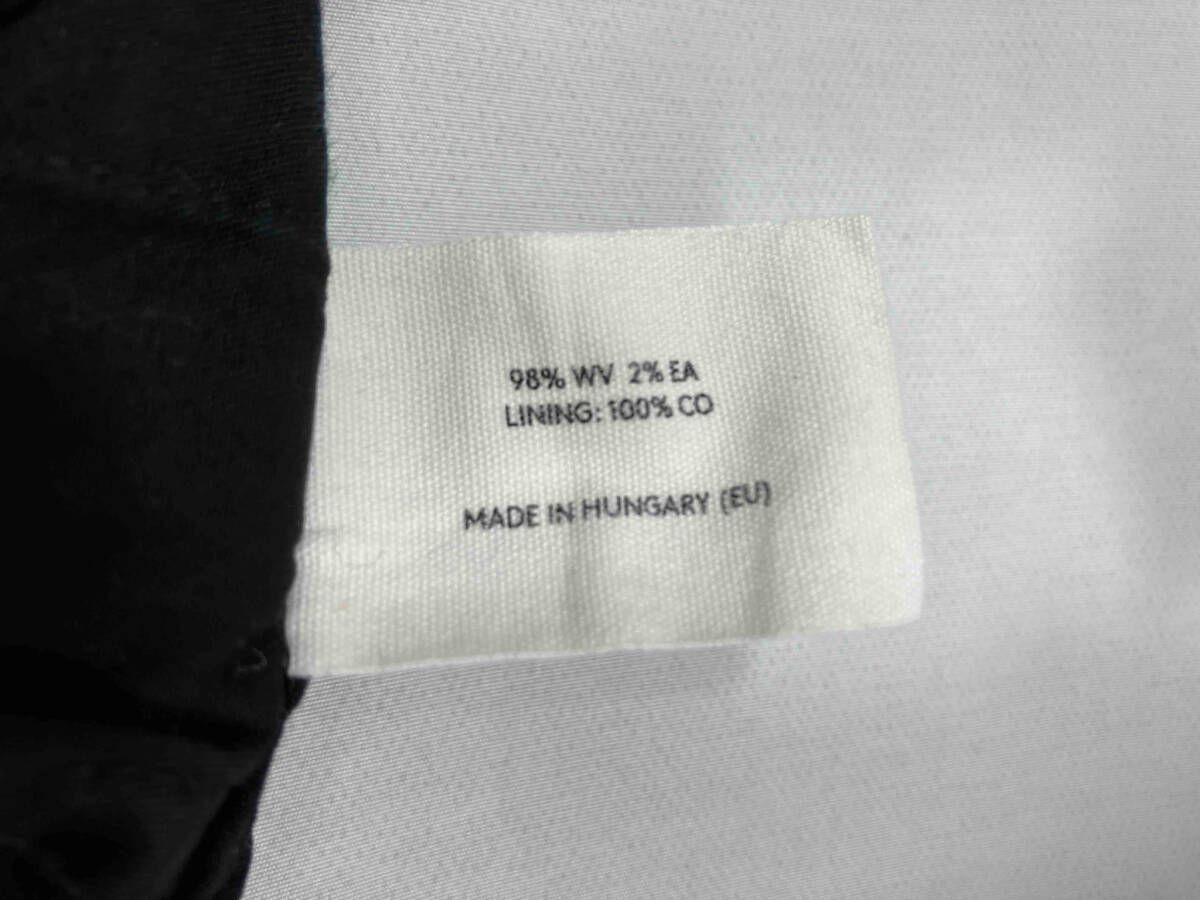 98% WV 2% EA
LINING: 100% CO
MADE IN HUNGARY (EU)